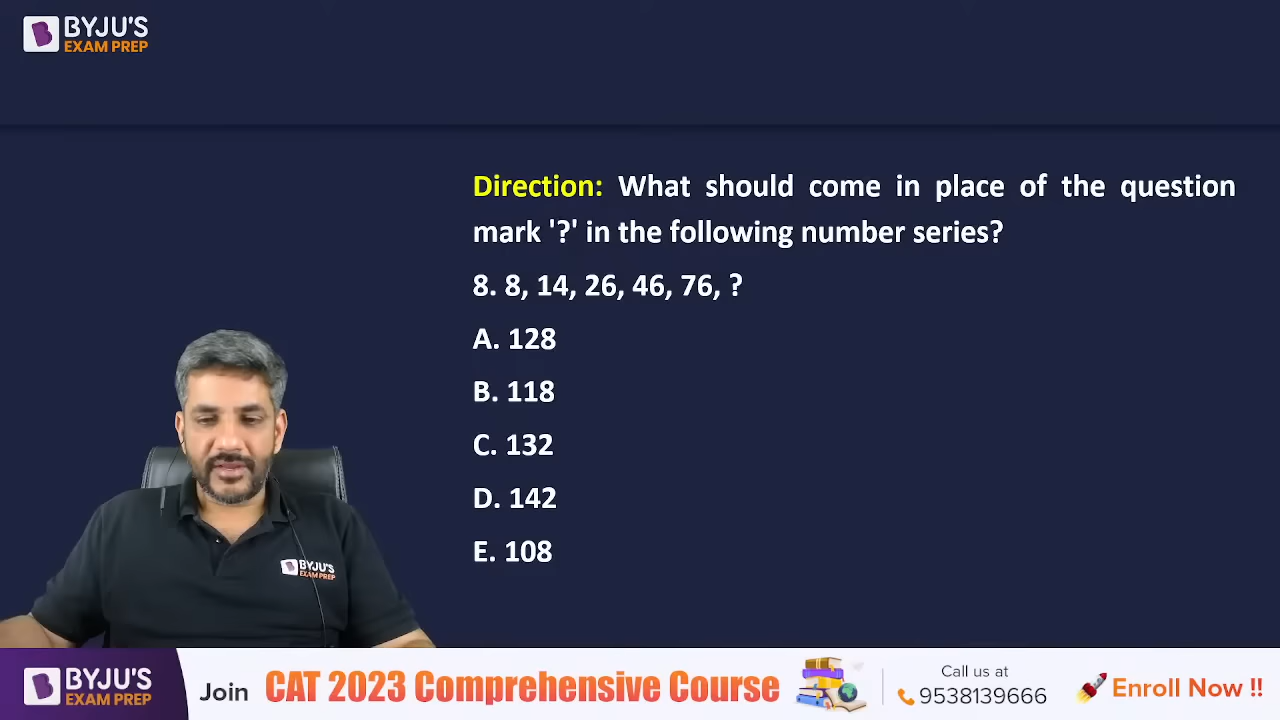 BYJU'S
EXAM PREP
Direction: What should come in place of the question
mark '?' in the following number series?
8. 8, 14, 26, 46, 76, ?
A. 128
B. 118
C. 132
D. 142
E. 108
BYJU'S
EXAM PREP
BYJU'S
EXAM PREP
Join CAT 2023 Comprehensive Course
Call us at
9538139666
Enroll Now !!